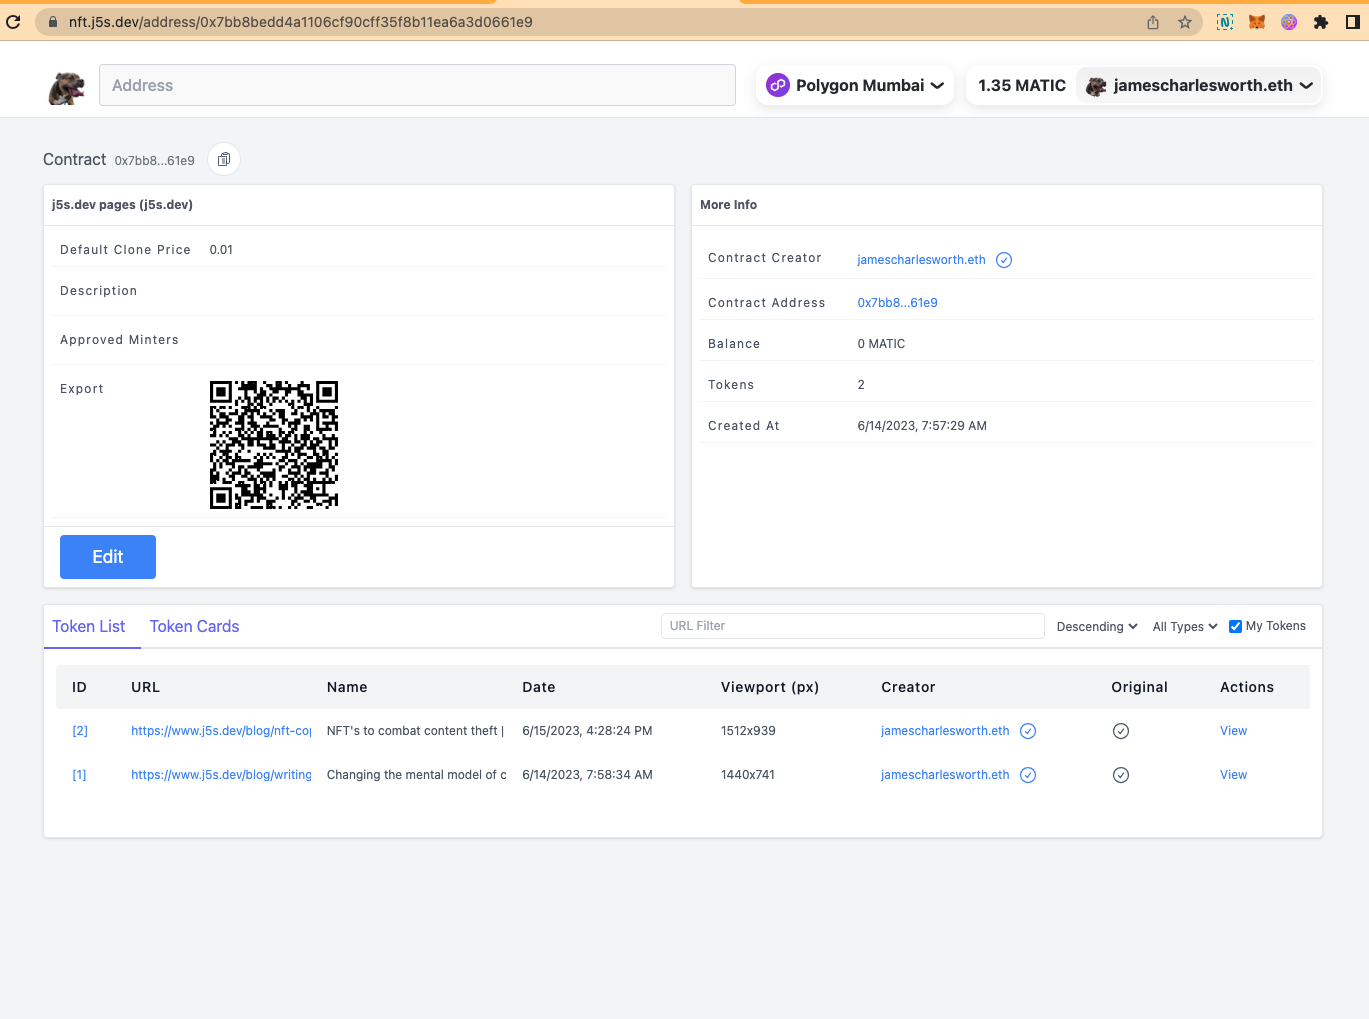 nft.j5s.dev/address/0x7bb8bedd4a1106cf90cff35f8b11ea6a3d0661e9
Address
Polygon Mumbai
1.35 MATIC
jamescharlesworth.eth
Contract 0x7bb8...61e9
j5s.dev pages (j5s.dev)
Default Clone Price 0.01
Description
Approved Minters
Export
Edit
More Info
Contract Creator jamescharlesworth.eth
Contract Address 0x7bb8...61e9
Balance 0 MATIC
Tokens 2
Created At 6/14/2023, 7:57:29 AM
Token List Token Cards URL Filter Descending All Types My Tokens
ID URL Name Date Viewport (px) Creator Original Actions
[2] https://www.j5s.dev/blog/nft-cop NFT's to combat content theft | 6/15/2023, 4:28:24 PM 1512x939 jamescharlesworth.eth View
[1] https://www.j5s.dev/blog/writing Changing the mental model of c 6/14/2023, 7:58:34 AM 1440x741 jamescharlesworth.eth View